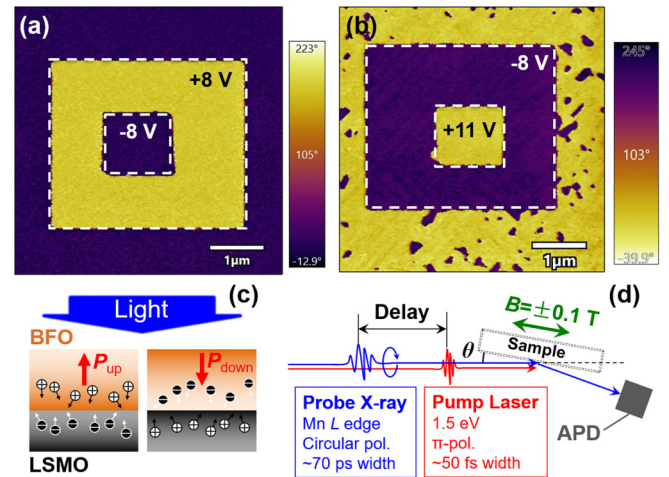 (a)
+8 V
-8 V
1μm
223°
105°
-12.9°
(b)
-8 V
+11 V
1μm
245°
103°
-39.9°
(c)
Light
BFO
Pup
Pdown
LSMO
(d)
Delay
B=±0.1 T
θ
Sample
Probe X-ray
Mn L edge
Circular pol.
~70 ps width
Pump Laser
1.5 eV
π-pol.
~50 fs width
APD